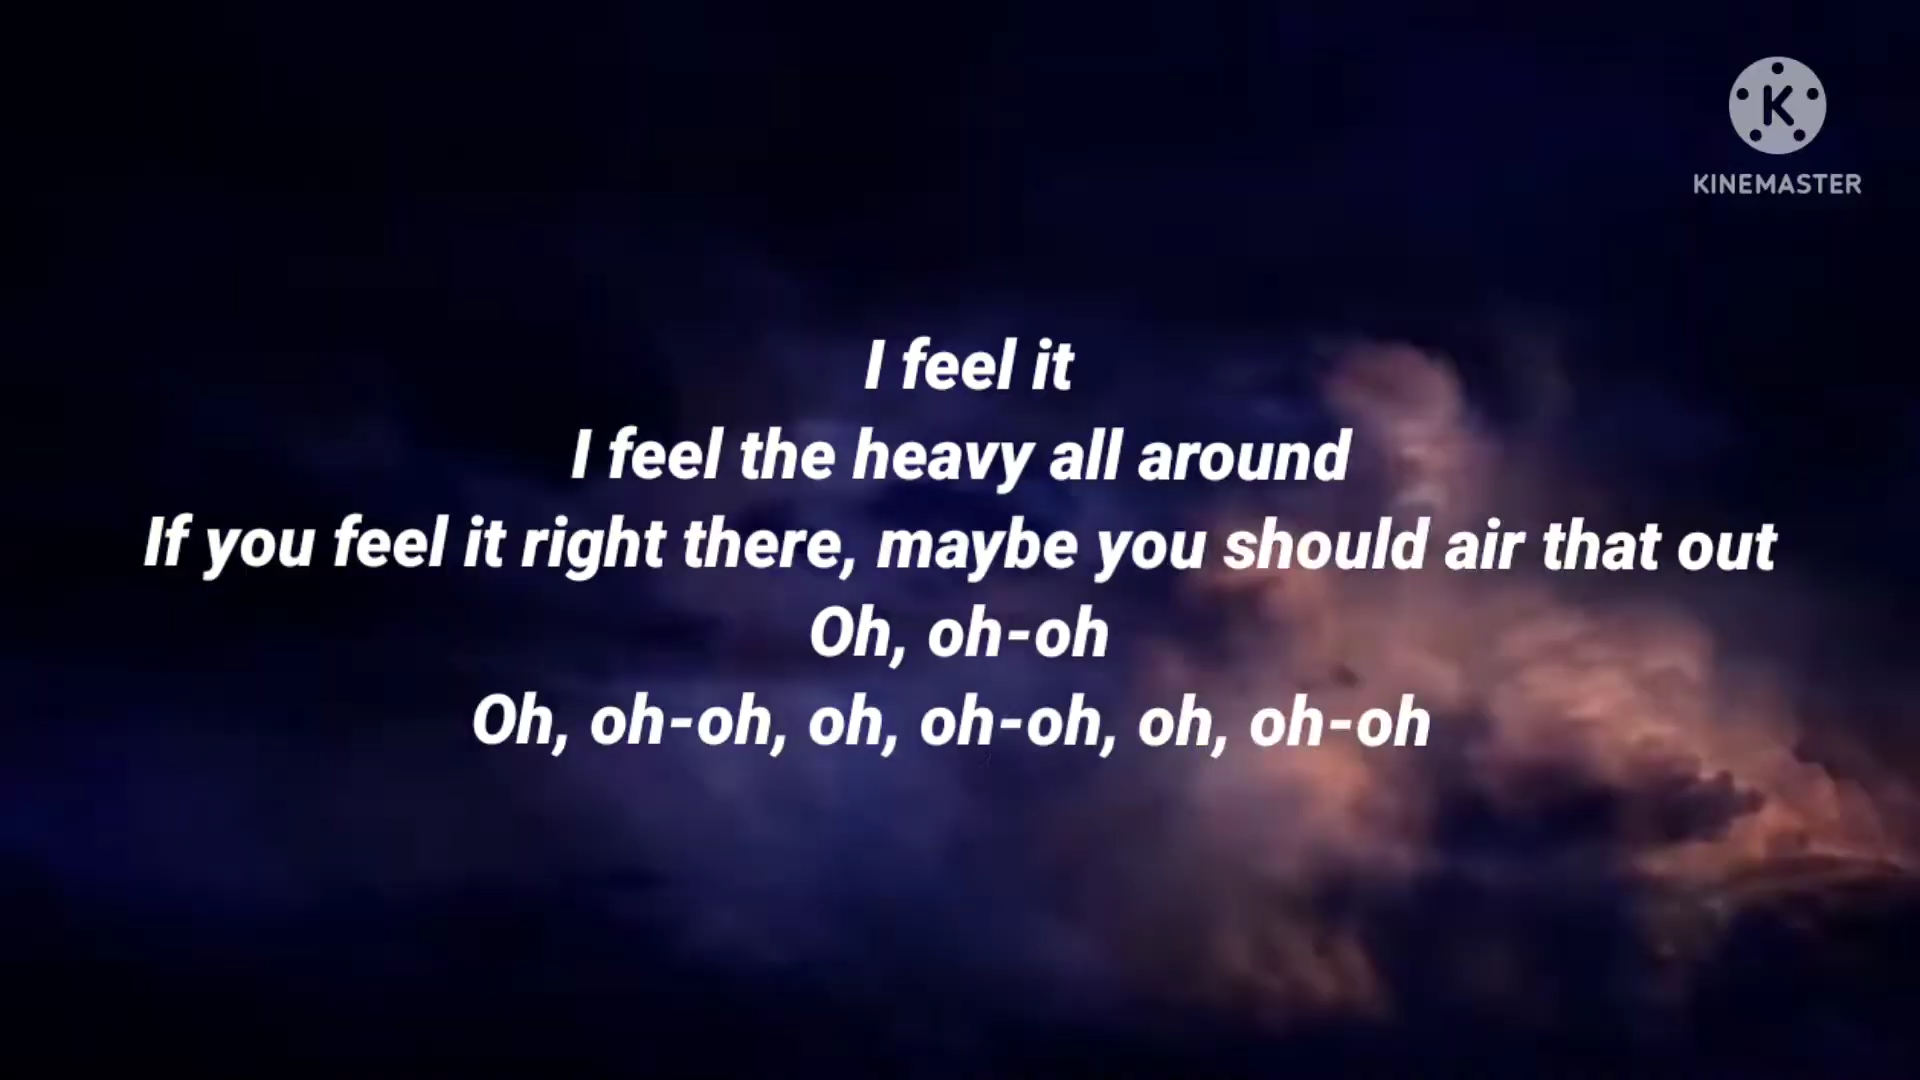 K
KINEMASTER
I feel it
I feel the heavy all around
If you feel it right there, maybe you should air that out
Oh, oh-oh
Oh, oh-oh, oh, oh-oh, oh, oh-oh